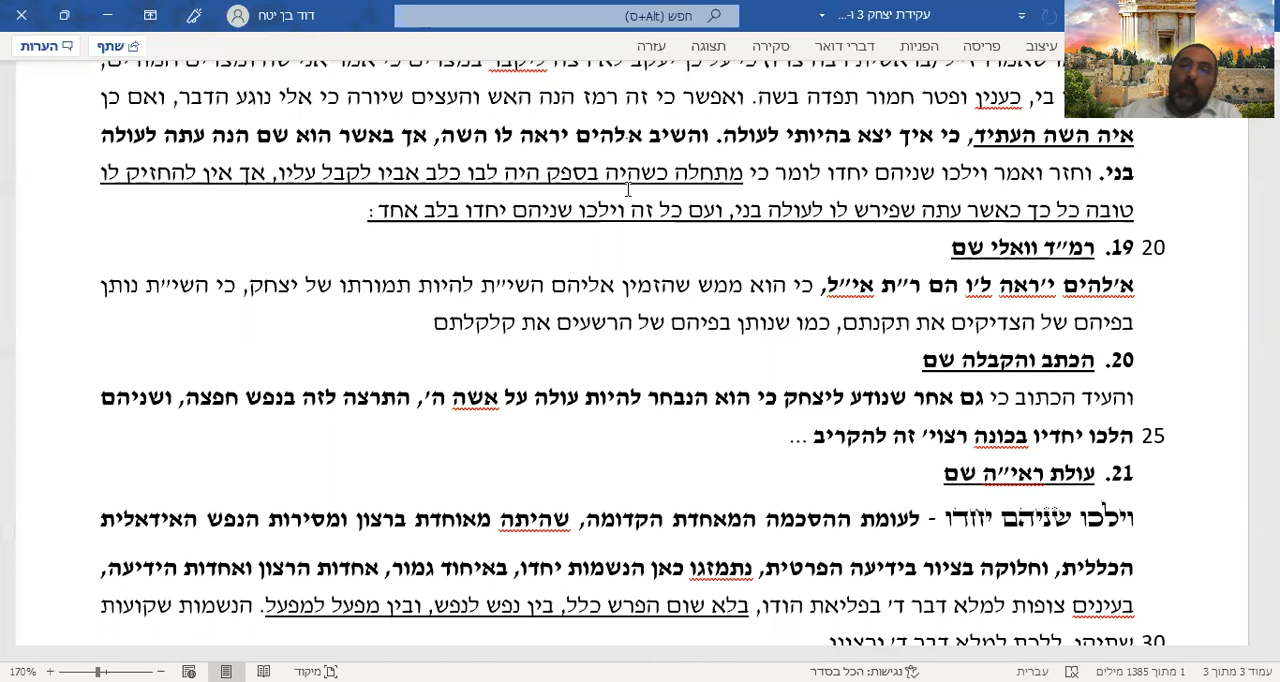 עקידת יצחק 3 ו-...
חפש (Alt+ס)
דוד בן יטח
עיצוב פריסה הפניות דברי דואר סקירה תצוגה עזרה
שתף
הערות
בי, כענין ופטר חמור תפדה בשה. ואפשר כי זה רמז הנה האש והעצים שיורה כי אלי נוגע הדבר, ואם כן
איה השה העתיד, כי איך יצא בהיותי לעולה. והשיב א-להים יראה לו השה, אך באשר הוא שם הנה עתה לעולה
בני. וחזר ואמר וילכו שניהם יחדו לומר כי מתחלה כשהיה בספק היה לבו כלב אביו לקבל עליו, אך אין להחזיק לו
טובה כל כך כאשר עתה שפירש לו לעולה בני, ועם כל זה וילכו שניהם יחדו בלב אחד:
20 19. רמ״ד וואלי שם
א׳להים י׳ראה ל׳ו הם ר״ת אי״ל, כי הוא ממש שהזמין אליהם השי״ת להיות תמורתו של יצחק, כי השי״ת נותן
בפיהם של הצדיקים את תקנתם, כמו שנותן בפיהם של הרשעים את קלקלתם
20. הכתב והקבלה שם
והעיד הכתוב כי גם אחר שנודע ליצחק כי הוא הנבחר להיות עולה על אשה ה׳, התרצה לזה בנפש חפצה, ושניהם
25 הלכו יחדיו בכונה רצוי׳ זה להקריב ...
21. עולת ראי״ה שם
וילכו שניהם יחדו - לעומת ההסכמה המאחדת הקדומה, שהיתה מאוחדת ברצון ומסירות הנפש האידאלית
הכללית, וחלוקה בציור בידיעה הפרטית, נתמזגו כאן הנשמות יחדו, באיחוד גמור, אחדות הרצון ואחדות הידיעה,
בעינים צופות למלא דבר ד׳ בפליאת הודו, בלא שום הפרש כלל, בין נפש לנפש, ובין מפעל למפעל. הנשמות שקועות
30
עמוד 3 מתוך 3 1 מתוך 1385 מילים עברית נגישות: הכל בסדר מיקוד 170%